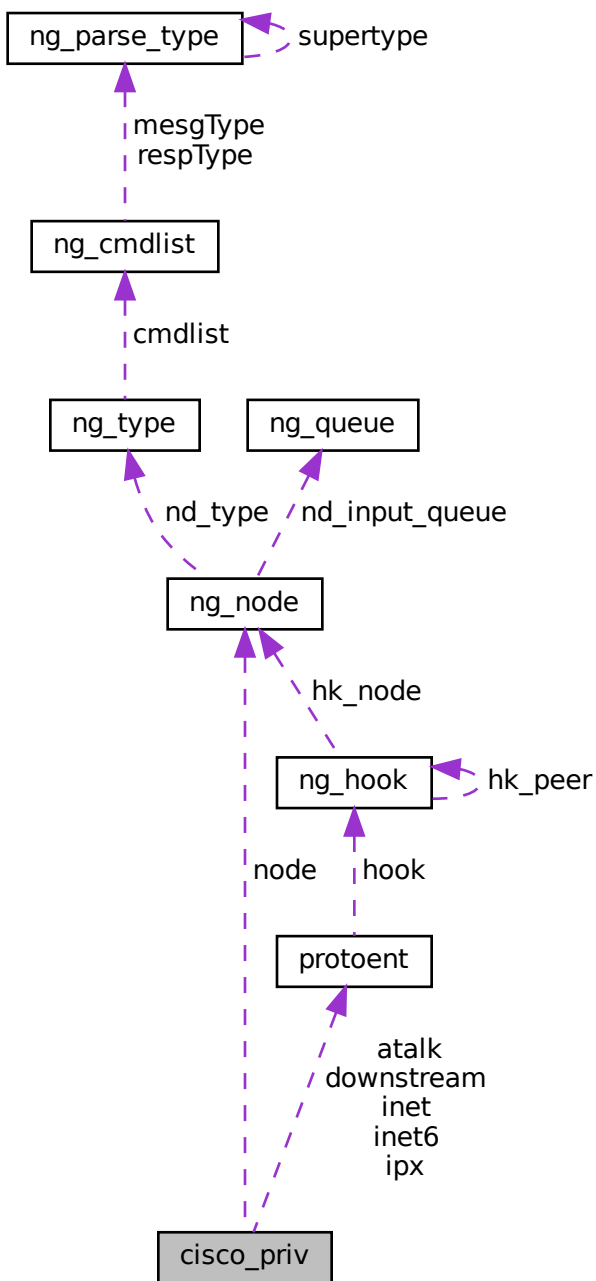 ng_parse_type
supertype
mesgType
respType
ng_cmdlist
cmdlist
ng_type
ng_queue
nd_type
nd_input_queue
ng_node
hk_node
ng_hook
hk_peer
node
hook
protoent
atalk
downstream
inet
inet6
ipx
cisco_priv